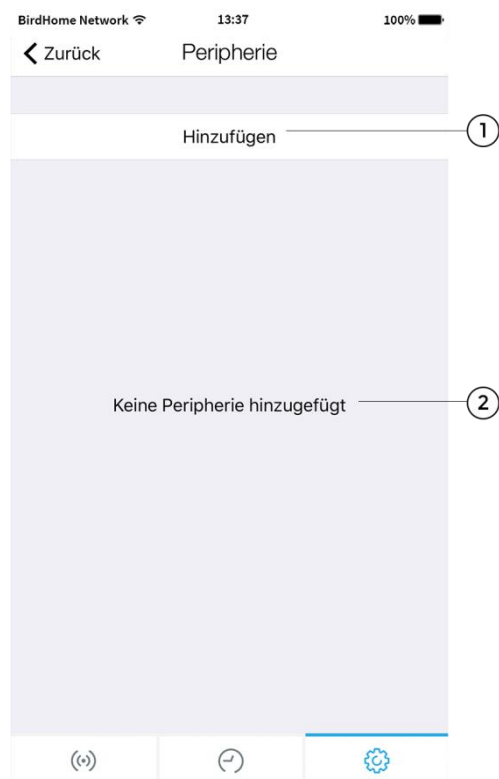 BirdHome Network 13:37 100%
Zurück Peripherie
Hinzufügen 1
Keine Peripherie hinzugefügt 2